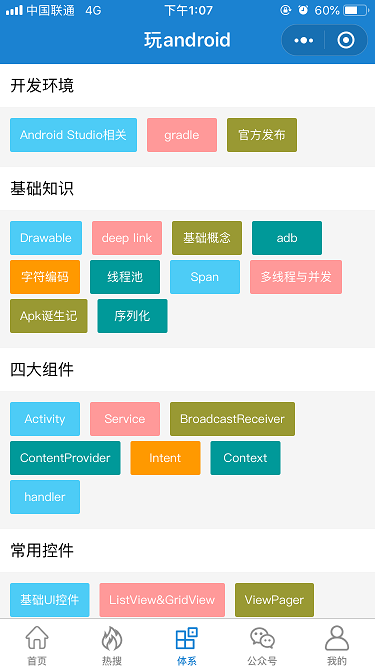 中国联通 4G 下午1:07 60%
玩android
开发环境
Android Studio相关 gradle 官方发布
基础知识
Drawable deep link 基础概念 adb
字符编码 线程池 Span 多线程与并发
Apk诞生记 序列化
四大组件
Activity Service BroadcastReceiver
ContentProvider Intent Context
handler
常用控件
基础UI控件 ListView&GridView ViewPager
首页 热搜 体系 公众号 我的